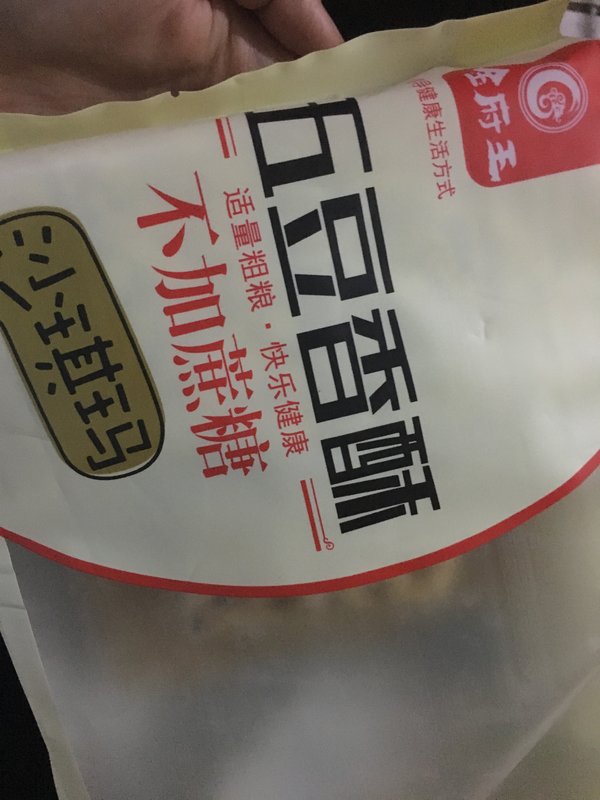 府王
健康生活方式
五豆香酥
适量粗粮·快乐健康
不加蔗糖
沙琪玛